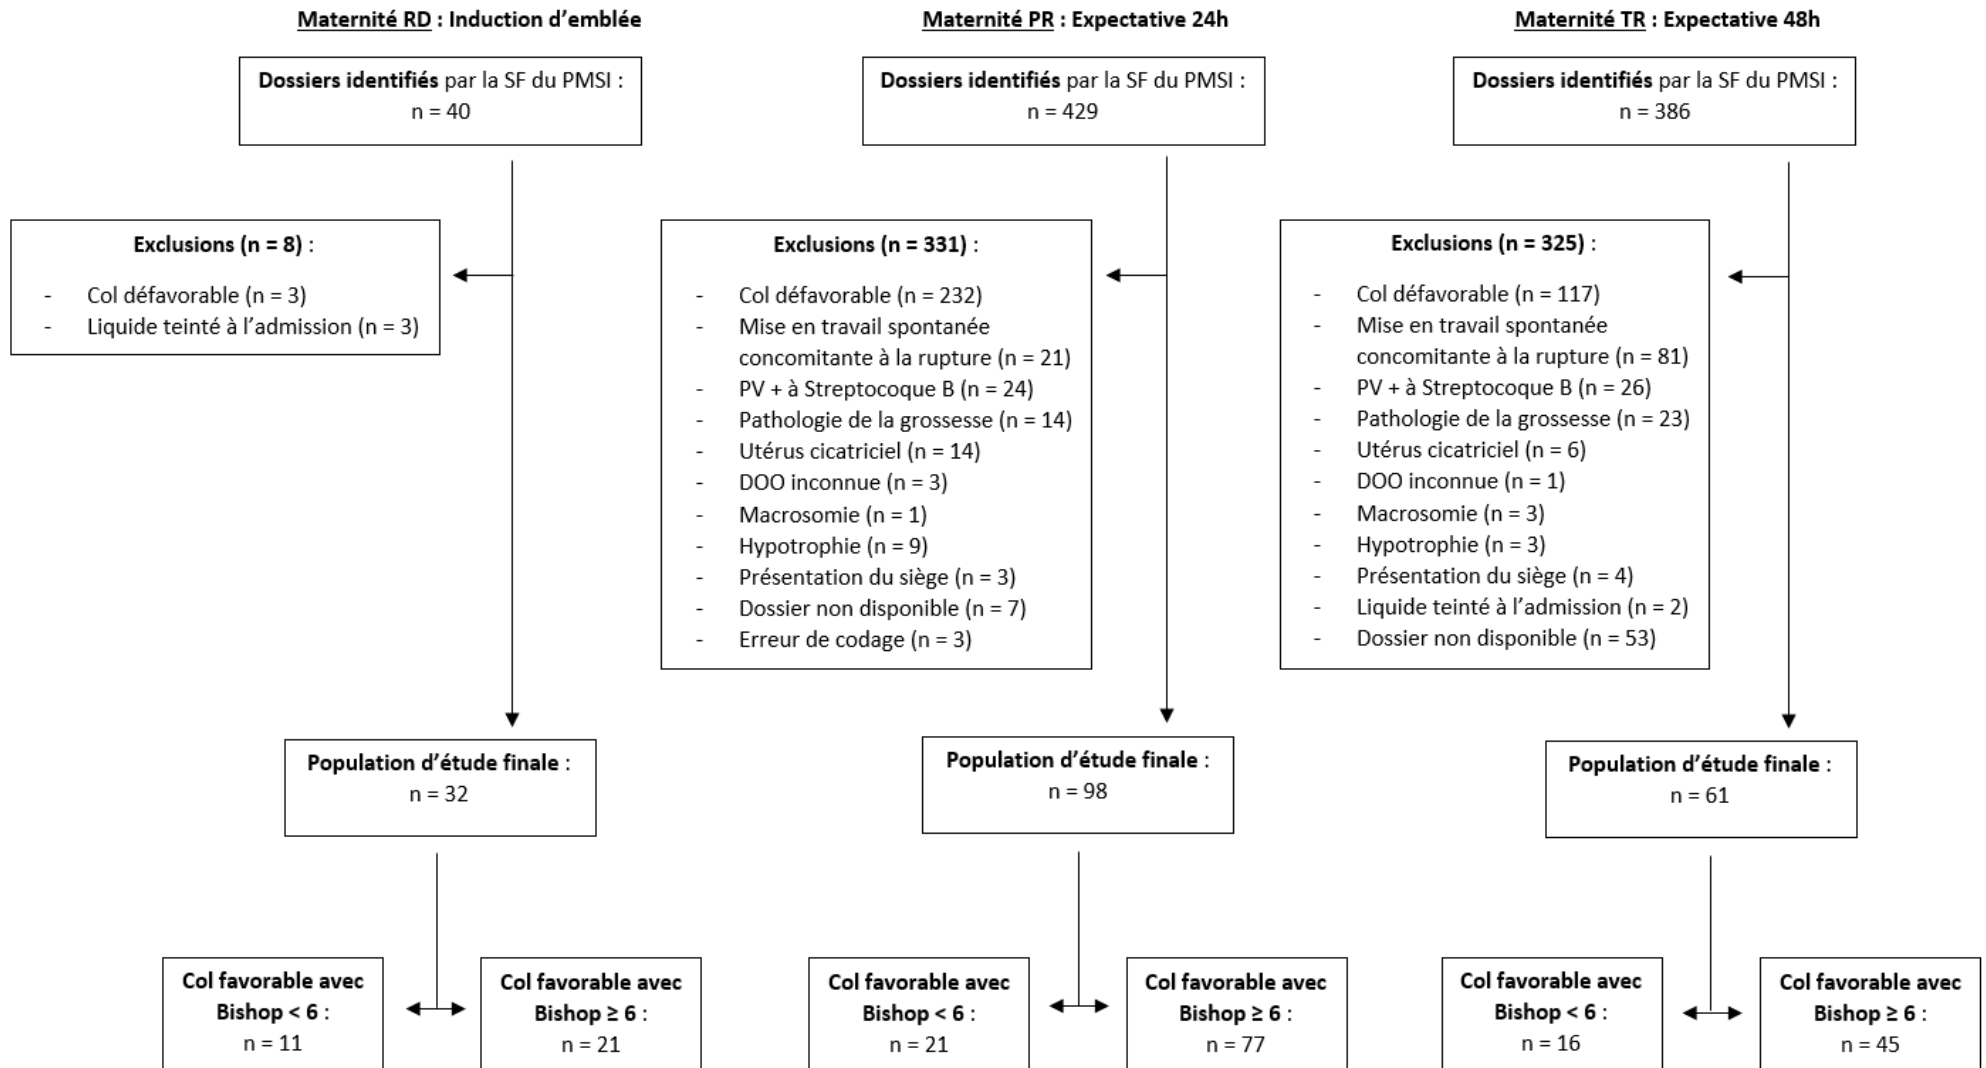 Maternité RD : Induction d’emblée
Dossiers identifiés par la SF du PMSI :
n = 40
Exclusions (n = 8) :
- Col défavorable (n = 3)
- Liquide teinté à l’admission (n = 3)
Population d’étude finale :
n = 32
Col favorable avec
Bishop < 6 :
n = 11
Col favorable avec
Bishop ≥ 6 :
n = 21
Maternité PR : Expectative 24h
Dossiers identifiés par la SF du PMSI :
n = 429
Exclusions (n = 331) :
- Col défavorable (n = 232)
- Mise en travail spontanée
concomitante à la rupture (n = 21)
- PV + à Streptocoque B (n = 24)
- Pathologie de la grossesse (n = 14)
- Utérus cicatriciel (n = 14)
- DOO inconnue (n = 3)
- Macrosomie (n = 1)
- Hypotrophie (n = 9)
- Présentation du siège (n = 3)
- Dossier non disponible (n = 7)
- Erreur de codage (n = 3)
Population d’étude finale :
n = 98
Col favorable avec
Bishop < 6 :
n = 21
Col favorable avec
Bishop ≥ 6 :
n = 77
Maternité TR : Expectative 48h
Dossiers identifiés par la SF du PMSI :
n = 386
Exclusions (n = 325) :
- Col défavorable (n = 117)
- Mise en travail spontanée
concomitante à la rupture (n = 81)
- PV + à Streptocoque B (n = 26)
- Pathologie de la grossesse (n = 23)
- Utérus cicatriciel (n = 6)
- DOO inconnue (n = 1)
- Macrosomie (n = 3)
- Hypotrophie (n = 3)
- Présentation du siège (n = 4)
- Liquide teinté à l’admission (n = 2)
- Dossier non disponible (n = 53)
Population d’étude finale :
n = 61
Col favorable avec
Bishop < 6 :
n = 16
Col favorable avec
Bishop ≥ 6 :
n = 45